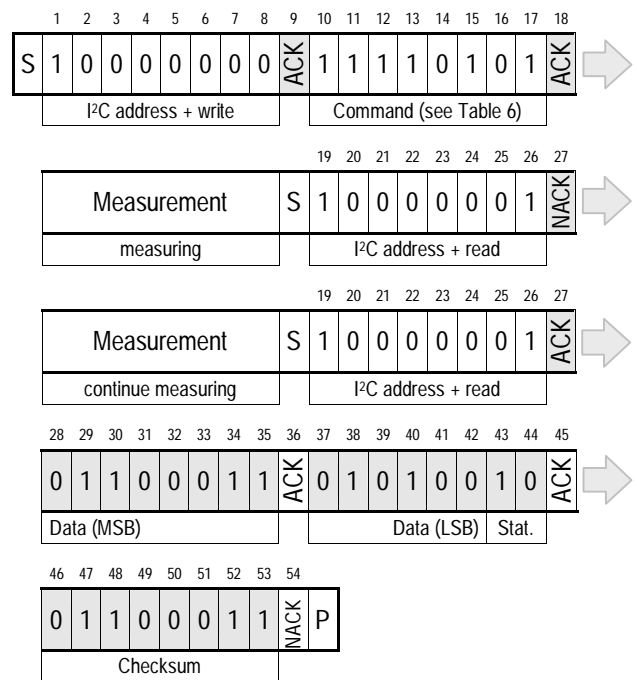 1 2 3 4 5 6 7 8 9 10 11 12 13 14 15 16 17 18
S 1 0 0 0 0 0 0 0 ACK 1 1 1 1 0 1 0 1 ACK
I²C address + write Command (see Table 6)
19 20 21 22 23 24 25 26 27
Measurement S 1 0 0 0 0 0 0 1 NACK
measuring I²C address + read
19 20 21 22 23 24 25 26 27
Measurement S 1 0 0 0 0 0 0 1 ACK
continue measuring I²C address + read
28 29 30 31 32 33 34 35 36 37 38 39 40 41 42 43 44 45
0 1 1 0 0 0 1 1 ACK 0 1 0 1 0 0 1 0 ACK
Data (MSB) Data (LSB) Stat.
46 47 48 49 50 51 52 53 54
0 1 1 0 0 0 1 1 NACK P
Checksum